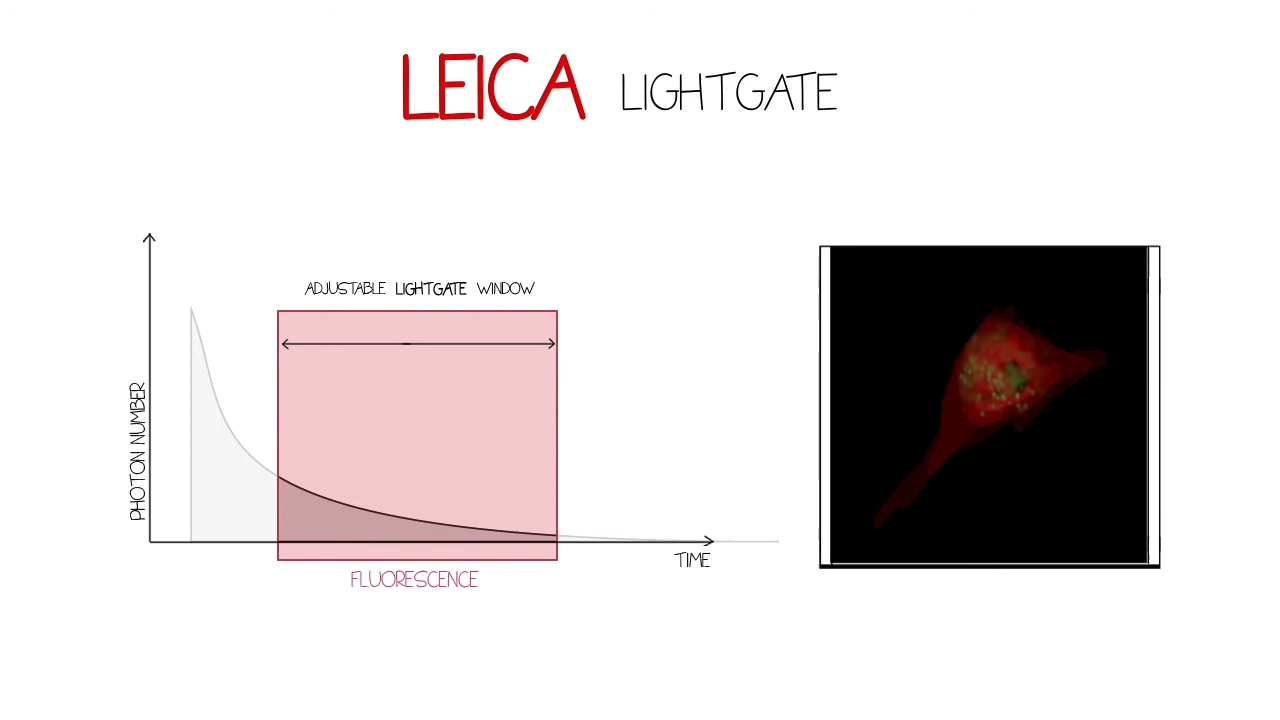 LEICA LIGHTGATE
ADJUSTABLE LIGHTGATE WINDOW
PHOTON NUMBER
TIME
FLUORESCENCE